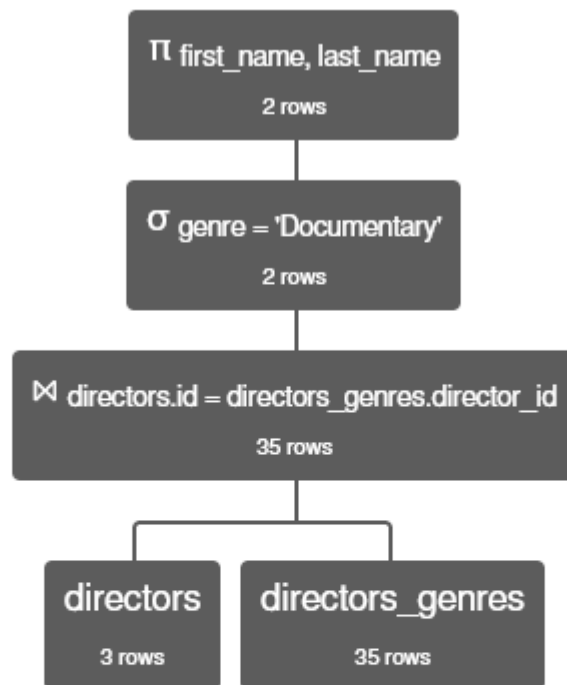 π first_name, last_name
2 rows
σ genre = 'Documentary'
2 rows
⋈ directors.id = directors_genres.director_id
35 rows
directors
3 rows
directors_genres
35 rows